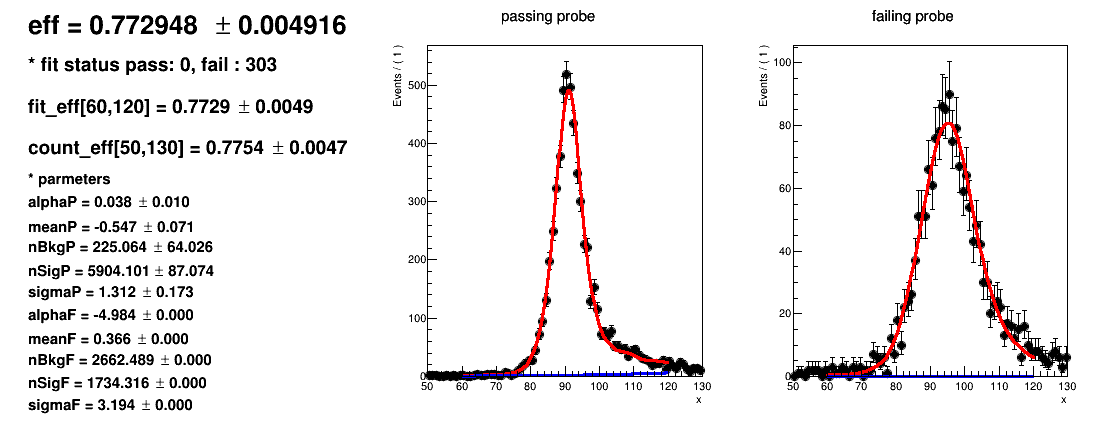 eff = 0.772948 ± 0.004916
* fit status pass: 0, fail : 303
fit_eff[60,120] = 0.7729 ± 0.0049
count_eff[50,130] = 0.7754 ± 0.0047
* parmeters
alphaP = 0.038 ± 0.010
meanP = -0.547 ± 0.071
nBkgP = 225.064 ± 64.026
nSigP = 5904.101 ± 87.074
sigmaP = 1.312 ± 0.173
alphaF = -4.984 ± 0.000
meanF = 0.366 ± 0.000
nBkgF = 2662.489 ± 0.000
nSigF = 1734.316 ± 0.000
sigmaF = 3.194 ± 0.000
passing probe
Events / ( 1 )
500
400
300
200
100
0
50 60 70 80 90 100 110 120 130
x
failing probe
Events / ( 1 )
100
80
60
40
20
0
50 60 70 80 90 100 110 120 130
x